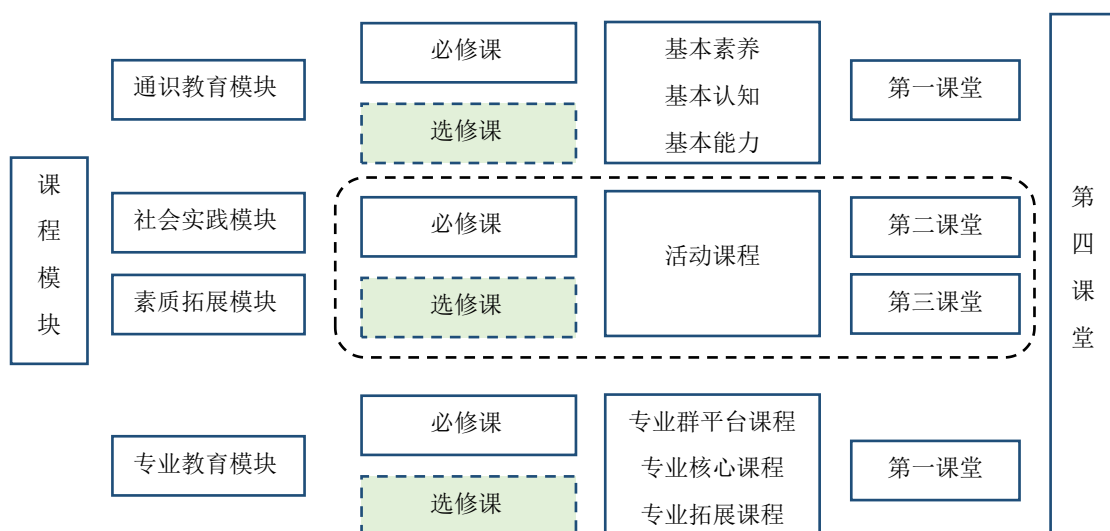 课程模块
通识教育模块
必修课
选修课
基本素养
基本认知
基本能力
第一课堂
社会实践模块
素质拓展模块
必修课
选修课
活动课程
第二课堂
第三课堂
专业教育模块
必修课
选修课
专业群平台课程
专业核心课程
专业拓展课程
第一课堂
第四课堂